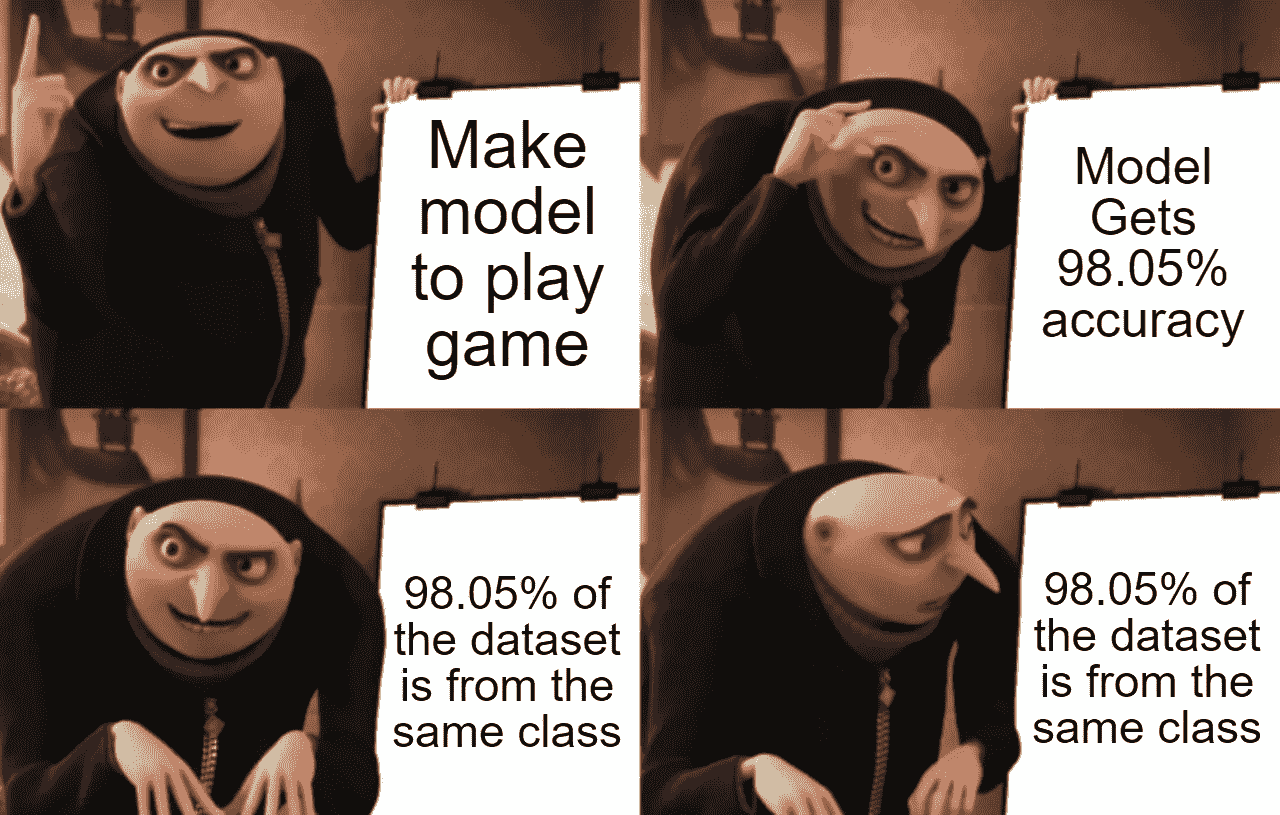 Make
model
to play
game
Model
Gets
98.05%
accuracy
98.05% of
the dataset
is from the
same class
98.05% of
the dataset
is from the
same class